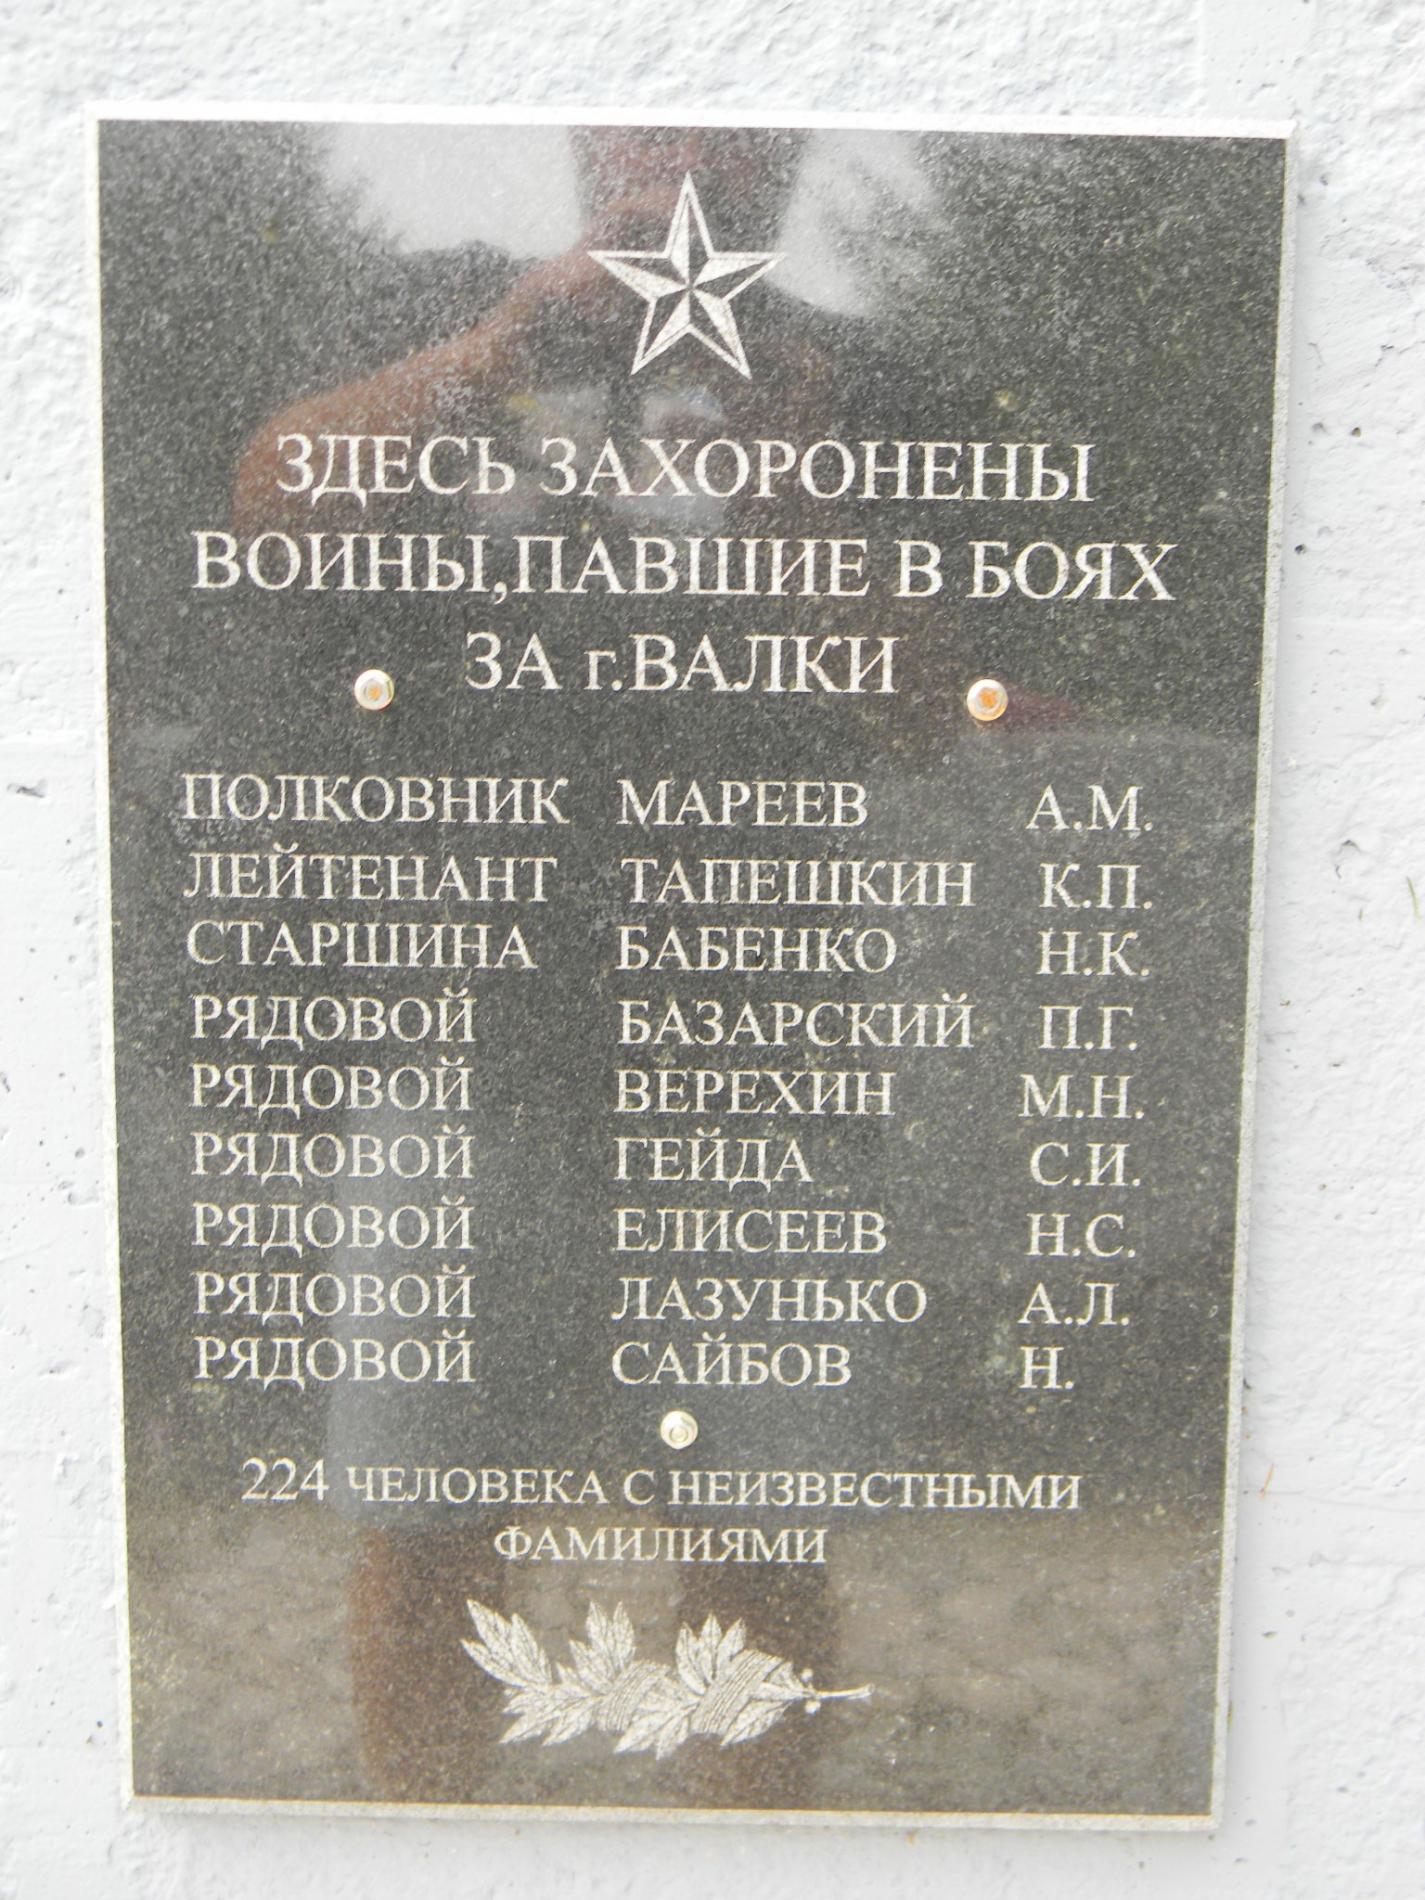 ЗДЕСЬ ЗАХОРОНЕНЫ
ВОИНЫ,ПАВШИЕ В БОЯХ
ЗА г.ВАЛКИ
ПОЛКОВНИК МАРЕЕВ А.М.
ЛЕЙТЕНАНТ ТАПЕШКИН К.П.
СТАРШИНА БАБЕНКО Н.К.
РЯДОВОЙ БАЗАРСКИЙ П.Г.
РЯДОВОЙ ВЕРЕХИН М.Н.
РЯДОВОЙ ГЕЙДА С.И.
РЯДОВОЙ ЕЛИСЕЕВ Н.С.
РЯДОВОЙ ЛАЗУНЬКО А.Л.
РЯДОВОЙ САЙБОВ Н.
224 ЧЕЛОВЕКА С НЕИЗВЕСТНЫМИ
ФАМИЛИЯМИ